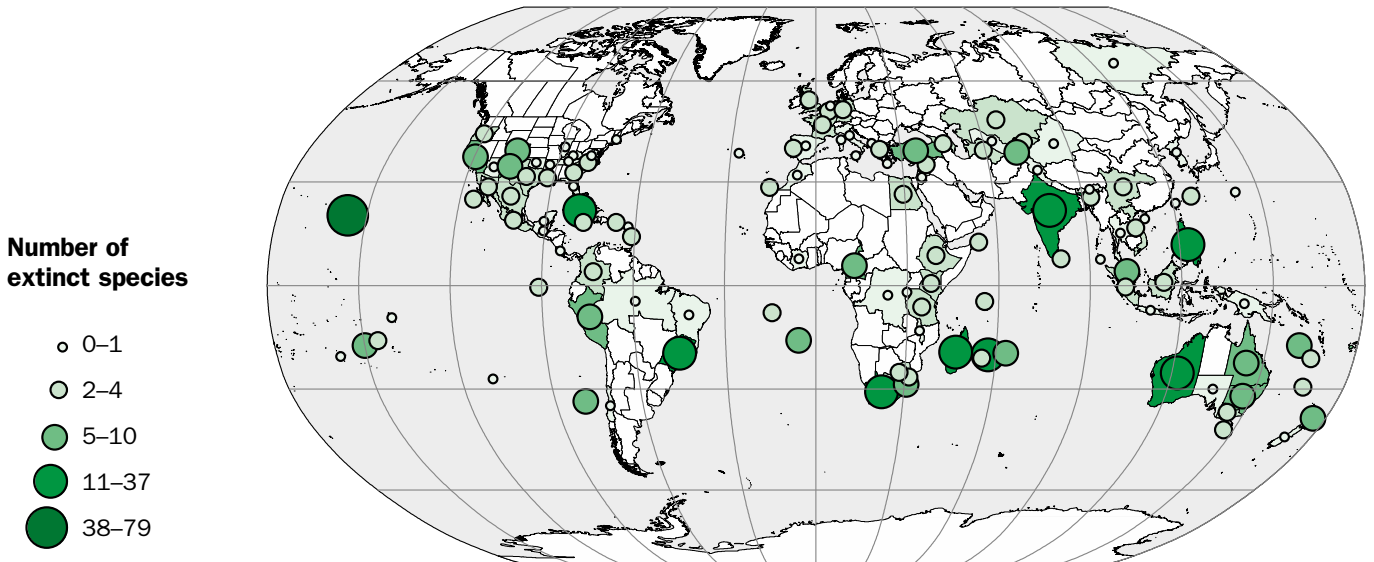 Number of
extinct species
0–1
2–4
5–10
11–37
38–79